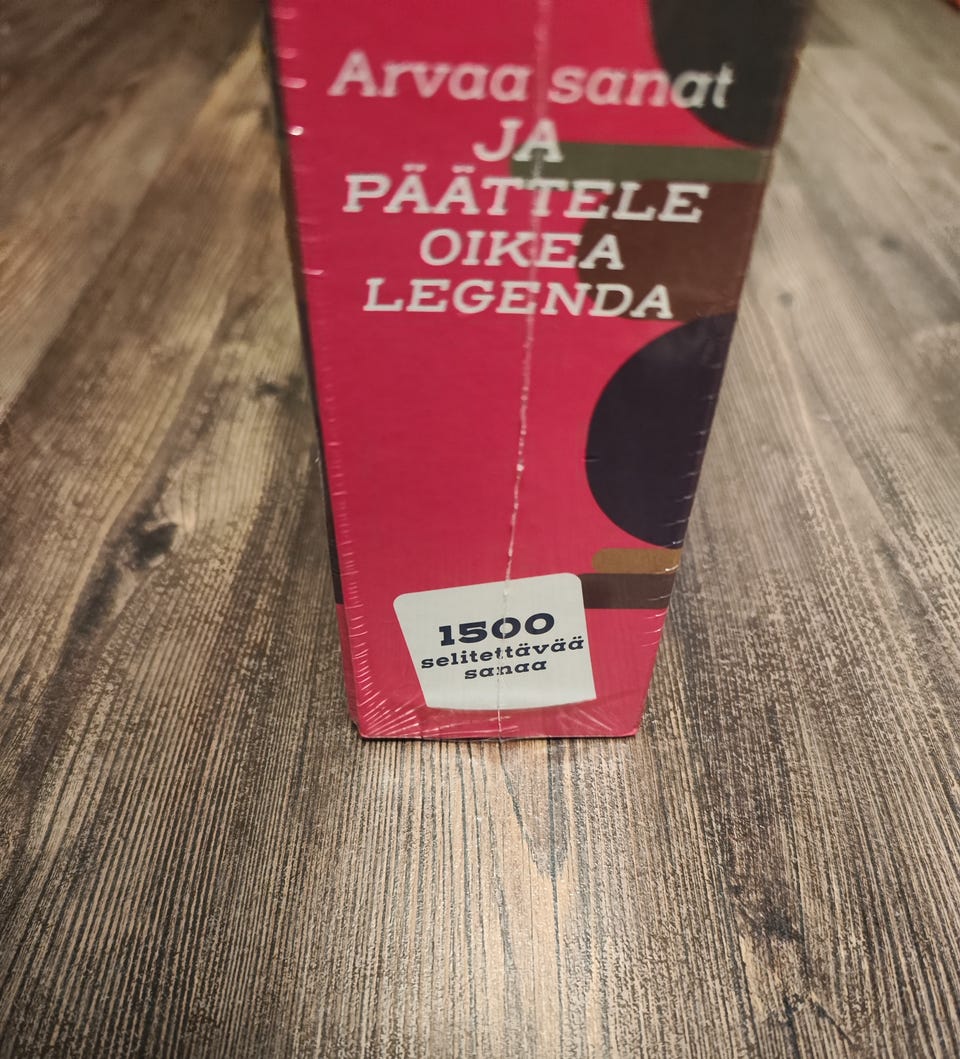 Arvaa sanat
JA
PÄÄTTELE
OIKEA
LEGENDA
1500
selitettävää
sanaa